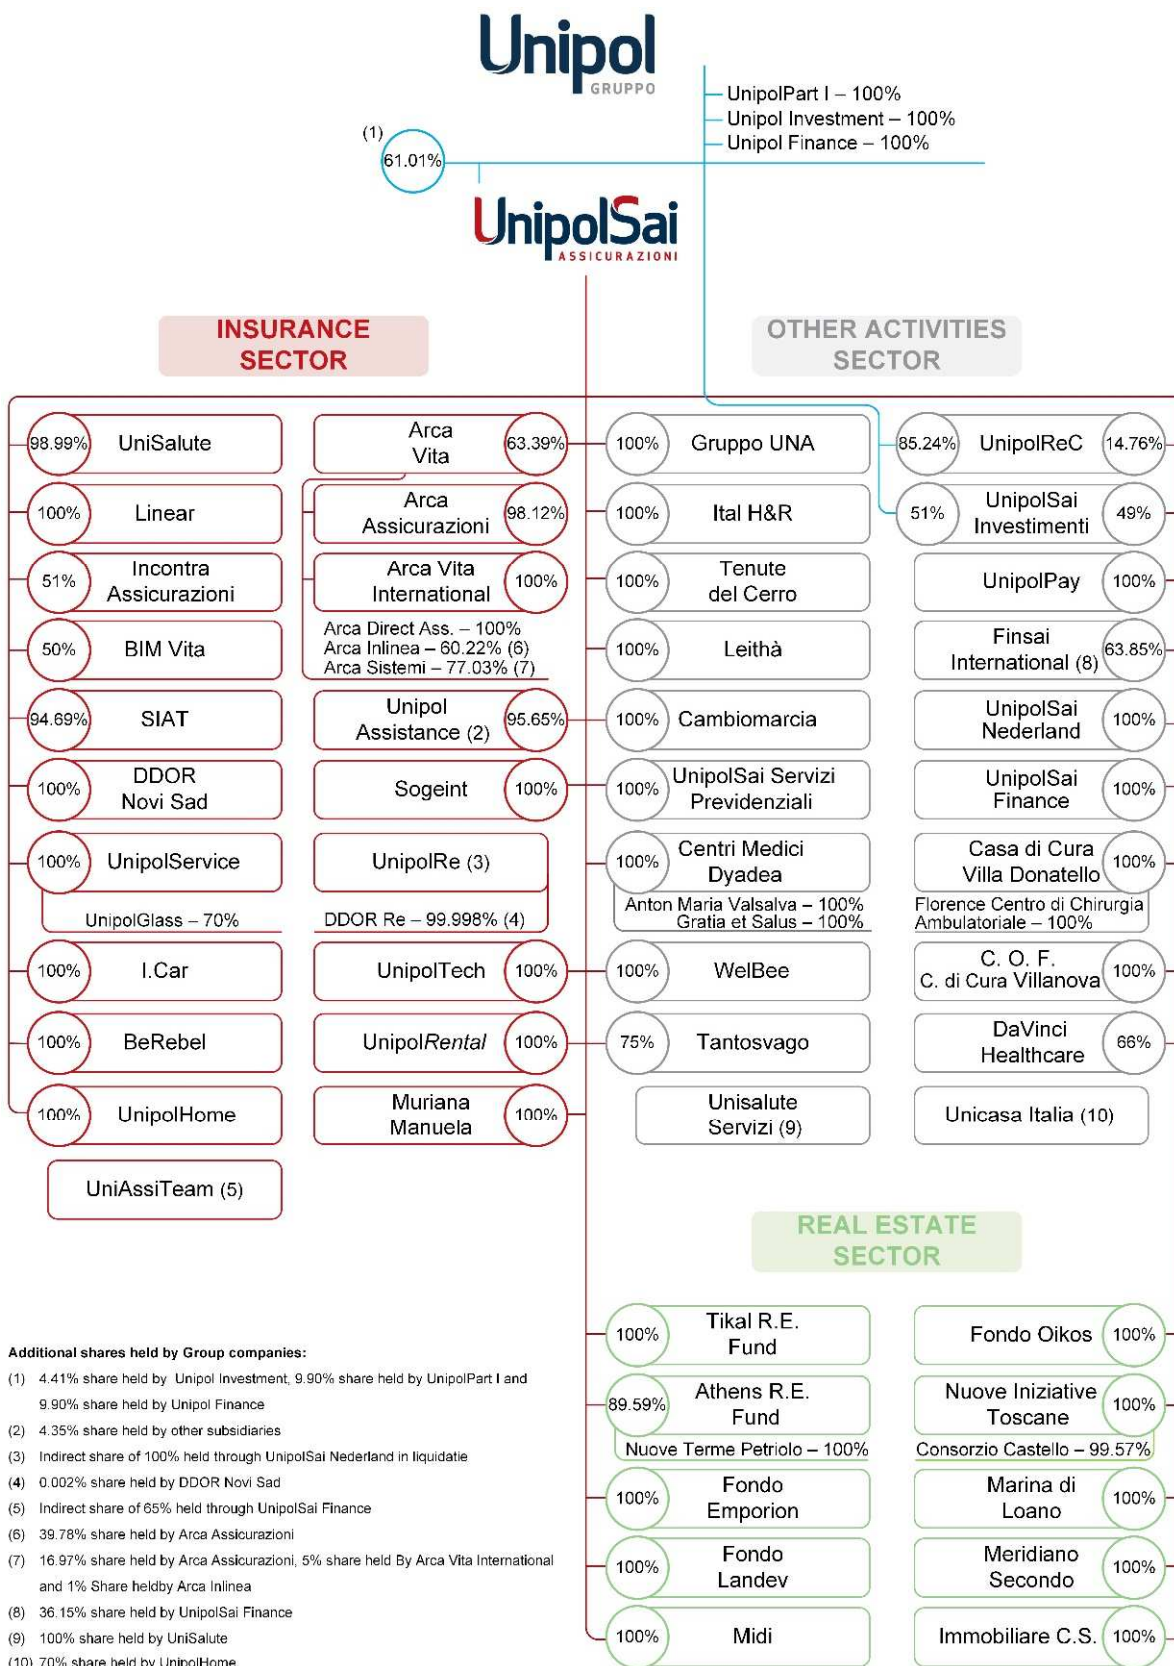 Unipol
GRUPPO
UnipolPart I – 100%
Unipol Investment – 100%
Unipol Finance – 100%
(1)
61.01%
UnipolSai
ASSICURAZIONI
INSURANCE
SECTOR
OTHER ACTIVITIES
SECTOR
98.99%
UniSalute
Arca
Vita
63.39%
100%
Gruppo UNA
85.24%
UnipolReC
14.76%
100%
Linear
Arca
Assicurazioni
98.12%
100%
Ital H&R
51%
UnipolSai
Investimenti
49%
51%
Incontra
Assicurazioni
Arca Vita
International
100%
100%
Tenute
del Cerro
UnipolPay
100%
50%
BIM Vita
Arca Direct Ass. – 100%
Arca Inlinea – 60.22% (6)
Arca Sistemi – 77.03% (7)
100%
Leithà
Finsai
International (8)
63.85%
94.69%
SIAT
Unipol
Assistance (2)
95.65%
100%
Cambiomarcia
UnipolSai
Nederland
100%
100%
DDOR
Novi Sad
Sogeint
100%
100%
UnipolSai Servizi
Previdenziali
UnipolSai
Finance
100%
100%
UnipolService
UnipolGlass – 70%
UnipolRe (3)
DDOR Re – 99.998% (4)
100%
Centri Medici
Dyadea
Anton Maria Valsalva – 100%
Gratia et Salus – 100%
Casa di Cura
Villa Donatello
100%
Florence Centro di Chirurgia
Ambulatoriale – 100%
100%
I.Car
UnipolTech
100%
100%
WelBee
C. O. F.
C. di Cura Villanova
100%
100%
BeRebel
UnipolRental
100%
75%
Tantosvago
DaVinci
Healthcare
66%
100%
UnipolHome
Muriana
Manuela
100%
Unisalute
Servizi (9)
Unicasa Italia (10)
UniAssiTeam (5)
REAL ESTATE
SECTOR
100%
Tikal R.E.
Fund
Fondo Oikos
100%
89.59%
Athens R.E.
Fund
Nuove Terme Petriolo – 100%
Nuove Iniziative
Toscane
100%
Consorzio Castello – 99.57%
100%
Fondo
Emporion
Marina di
Loano
100%
100%
Fondo
Landev
Meridiano
Secondo
100%
100%
Midi
Immobiliare C.S.
100%
Additional shares held by Group companies:
(1) 4.41% share held by Unipol Investment, 9.90% share held by UnipolPart I and
9.90% share held by Unipol Finance
(2) 4.35% share held by other subsidiaries
(3) Indirect share of 100% held through UnipolSai Nederland in liquidatie
(4) 0.002% share held by DDOR Novi Sad
(5) Indirect share of 65% held through UnipolSai Finance
(6) 39.78% share held by Arca Assicurazioni
(7) 16.97% share held by Arca Assicurazioni, 5% share held By Arca Vita International
and 1% Share heldby Arca Inlinea
(8) 36.15% share held by UnipolSai Finance
(9) 100% share held by UniSalute
(10) 70% share held by UnipolHome